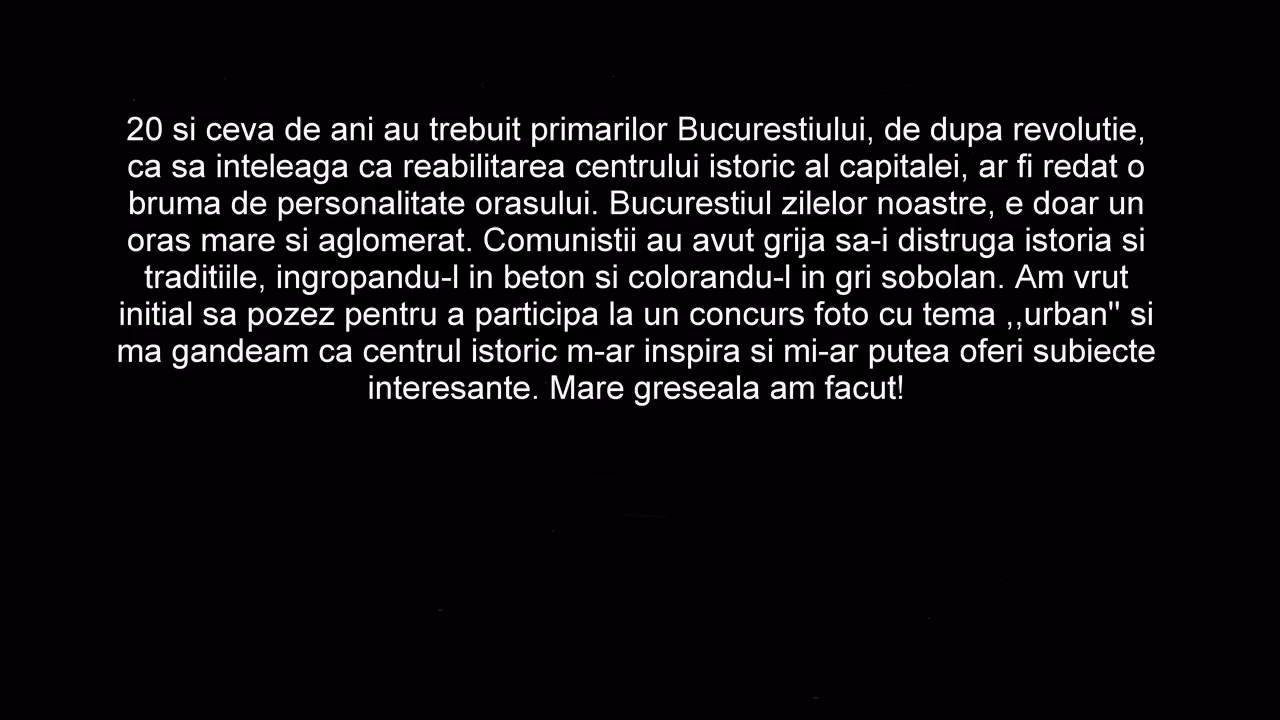 20 si ceva de ani au trebuit primarilor Bucurestiului, de dupa revolutie,
ca sa inteleaga ca reabilitarea centrului istoric al capitalei, ar fi redat o
bruma de personalitate orasului. Bucurestiul zilelor noastre, e doar un
oras mare si aglomerat. Comunistii au avut grija sa-i distruga istoria si
traditiile, ingropandu-l in beton si colorandu-l in gri sobolan. Am vrut
initial sa pozez pentru a participa la un concurs foto cu tema ,,urban'' si
ma gandeam ca centrul istoric m-ar inspira si mi-ar putea oferi subiecte
interesante. Mare greseala am facut!